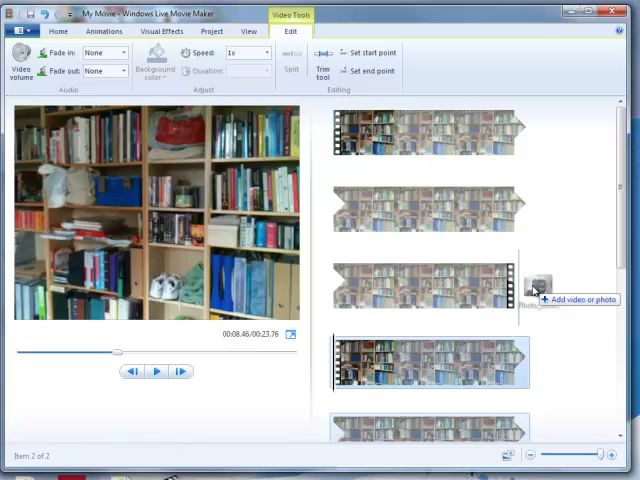 My Movie - Windows Live Movie Maker
Video Tools
Home
Animations
Visual Effects
Project
View
Edit
Video volume
Fade in: None
Fade out: None
Audio
Background color
Speed: 1x
Duration:
Adjust
Split
Trim tool
Set start point
Set end point
Editing
Add video or photo
00:08.46/00:23.76
Item 2 of 2